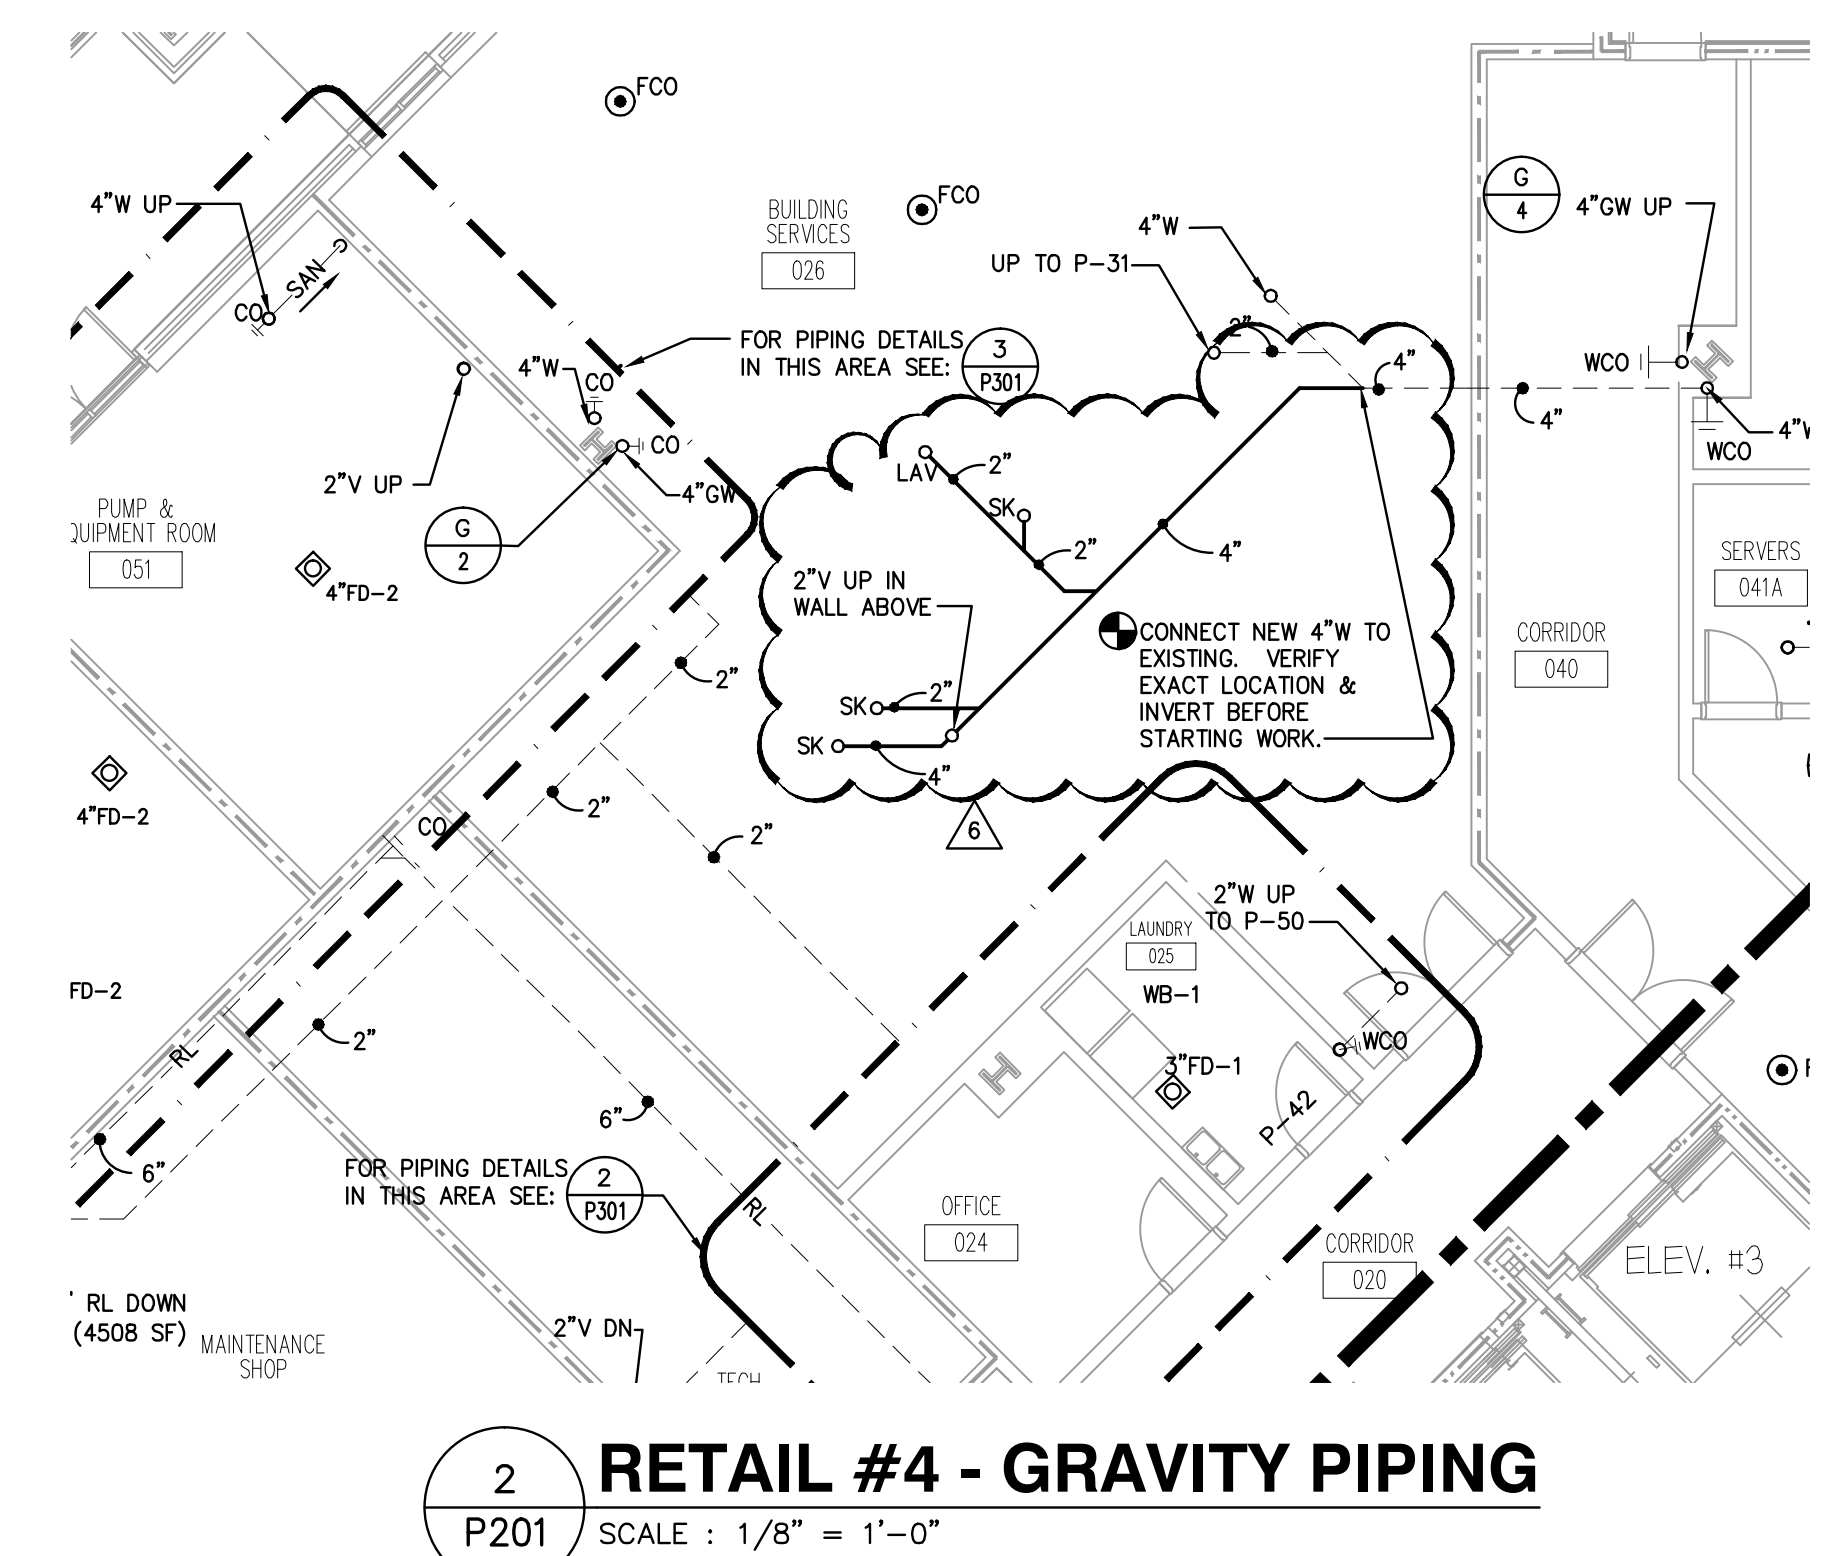 FCO
4"W UP
SAN
CO
FCO
BUILDING
SERVICES
026
4"W
UP TO P-31
2"
G
4
4"GW UP
WCO
4"W
WCO
4"
4"
FOR PIPING DETAILS
IN THIS AREA SEE:
3
P301
4"W
CO
CO
4"GW
2"V UP
G
2
PUMP &
QUIPMENT ROOM
051
4"FD-2
LAV
2"
SK
2"
4"
2"V UP IN
WALL ABOVE
CONNECT NEW 4"W TO
EXISTING. VERIFY
EXACT LOCATION &
INVERT BEFORE
STARTING WORK.
SK
2"
SK
4"
6
SERVERS
041A
CORRIDOR
040
2"
4"FD-2
CO
2"
2"
2"W UP
TO P-50
LAUNDRY
025
WB-1
WCO
3"FD-1
P-42
FD-2
RL
2"
6"
6"
FOR PIPING DETAILS
IN THIS AREA SEE:
2
P301
RL
OFFICE
024
CORRIDOR
020
ELEV. #3
" RL DOWN
(4508 SF)
MAINTENANCE
SHOP
2"V DN
TECH
2
P201
RETAIL #4 - GRAVITY PIPING
SCALE : 1/8" = 1'-0"